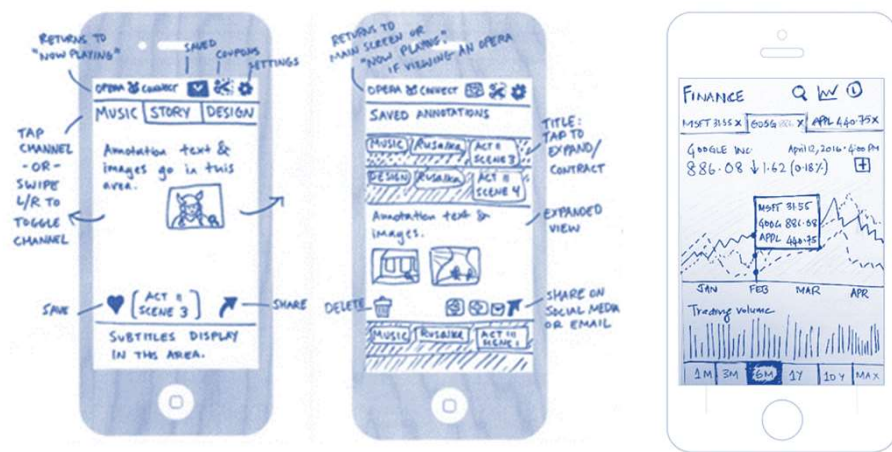 RETURNS TO
"NOW PLAYING"
SAVED
COUPONS
SETTINGS
OPERA CONNECT
MUSIC STORY DESIGN
TAP
CHANNEL
- OR -
SWIPE
L/R TO
TOGGLE
CHANNEL
Annotation text &
images go in this
area.
SAVE
ACT II
SCENE 3
SHARE
SUBTITLES DISPLAY
IN THIS AREA.
RETURNS TO
MAIN SCREEN OR
"NOW PLAYING"
IF VIEWING AN OPERA
OPERA CONNECT
SAVED ANNOTATIONS
MUSIC Rusalka ACT II
SCENE 3
TITLE:
TAP TO
EXPAND/
CONTRACT
DESIGN Rusalka ACT II
SCENE 4
Annotation text &
images.
EXPANDED
VIEW
DELETE
SHARE ON
SOCIAL MEDIA
OR EMAIL
MUSIC Rusalka ACT III
SCENE 1
FINANCE
MSFT 31.55 X GOOG 886. X APPL 440.75 X
GOOGLE INC April 12, 2016 • 4:00 PM
886.08 ↓ 1.62 (0.18%)
MSFT 31.55
GOOG 886.08
APPL 440.75
JAN FEB MAR APR
Trading volume
1M 3M 6M 1Y 10Y MAX